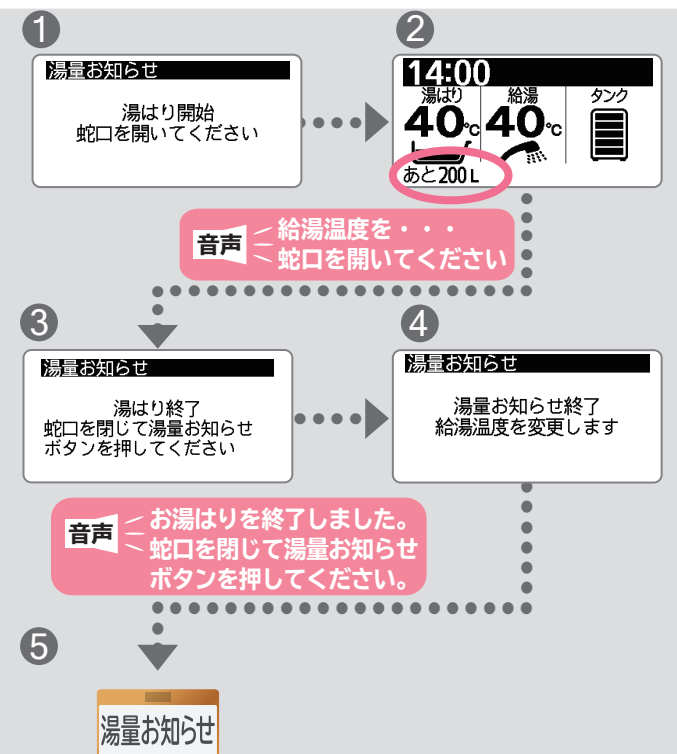 1
湯量お知らせ
湯はり開始
蛇口を開いてください
2
14:00
湯はり 給湯 タンク
40℃ 40℃
あと200L
音声
給湯温度を・・・
蛇口を開いてください
3
湯量お知らせ
湯はり終了
蛇口を閉じて湯量お知らせ
ボタンを押してください
4
湯量お知らせ
湯量お知らせ終了
給湯温度を変更します
音声
お湯はりを終了しました。
蛇口を閉じて湯量お知らせ
ボタンを押してください。
5
湯量お知らせ